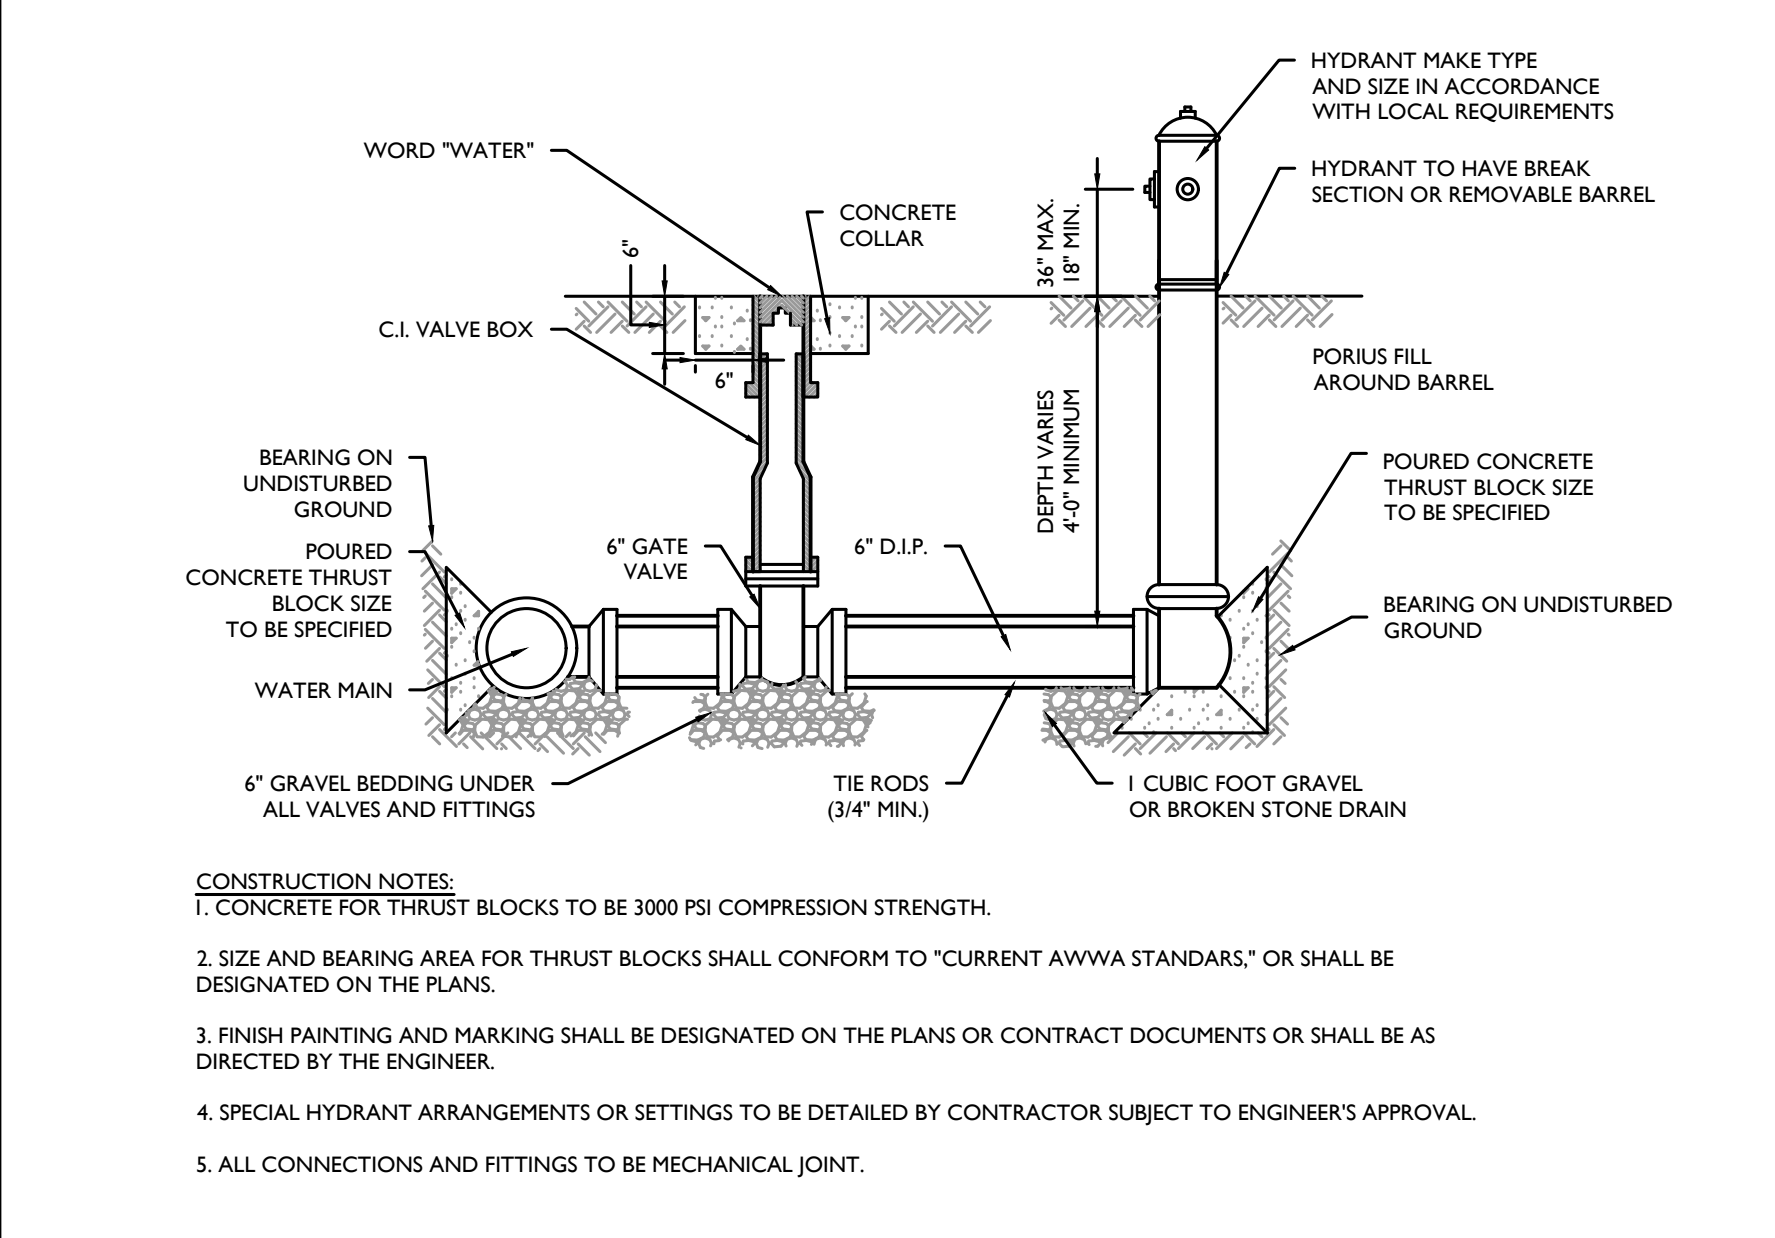 HYDRANT MAKE TYPE
AND SIZE IN ACCORDANCE
WITH LOCAL REQUIREMENTS
WORD "WATER"
HYDRANT TO HAVE BREAK
SECTION OR REMOVABLE BARREL
CONCRETE
COLLAR
36" MAX.
18" MIN.
6"
C.I. VALVE BOX
6"
PORIUS FILL
AROUND BARREL
DEPTH VARIES
4'-0" MINIMUM
BEARING ON
UNDISTURBED
GROUND
POURED CONCRETE
THRUST BLOCK SIZE
TO BE SPECIFIED
POURED
CONCRETE THRUST
BLOCK SIZE
TO BE SPECIFIED
6" GATE
VALVE
6" D.I.P.
BEARING ON UNDISTURBED
GROUND
WATER MAIN
6" GRAVEL BEDDING UNDER
ALL VALVES AND FITTINGS
TIE RODS
(3/4" MIN.)
1 CUBIC FOOT GRAVEL
OR BROKEN STONE DRAIN
CONSTRUCTION NOTES:
1. CONCRETE FOR THRUST BLOCKS TO BE 3000 PSI COMPRESSION STRENGTH.
2. SIZE AND BEARING AREA FOR THRUST BLOCKS SHALL CONFORM TO "CURRENT AWWA STANDARS," OR SHALL BE
DESIGNATED ON THE PLANS.
3. FINISH PAINTING AND MARKING SHALL BE DESIGNATED ON THE PLANS OR CONTRACT DOCUMENTS OR SHALL BE AS
DIRECTED BY THE ENGINEER.
4. SPECIAL HYDRANT ARRANGEMENTS OR SETTINGS TO BE DETAILED BY CONTRACTOR SUBJECT TO ENGINEER'S APPROVAL.
5. ALL CONNECTIONS AND FITTINGS TO BE MECHANICAL JOINT.